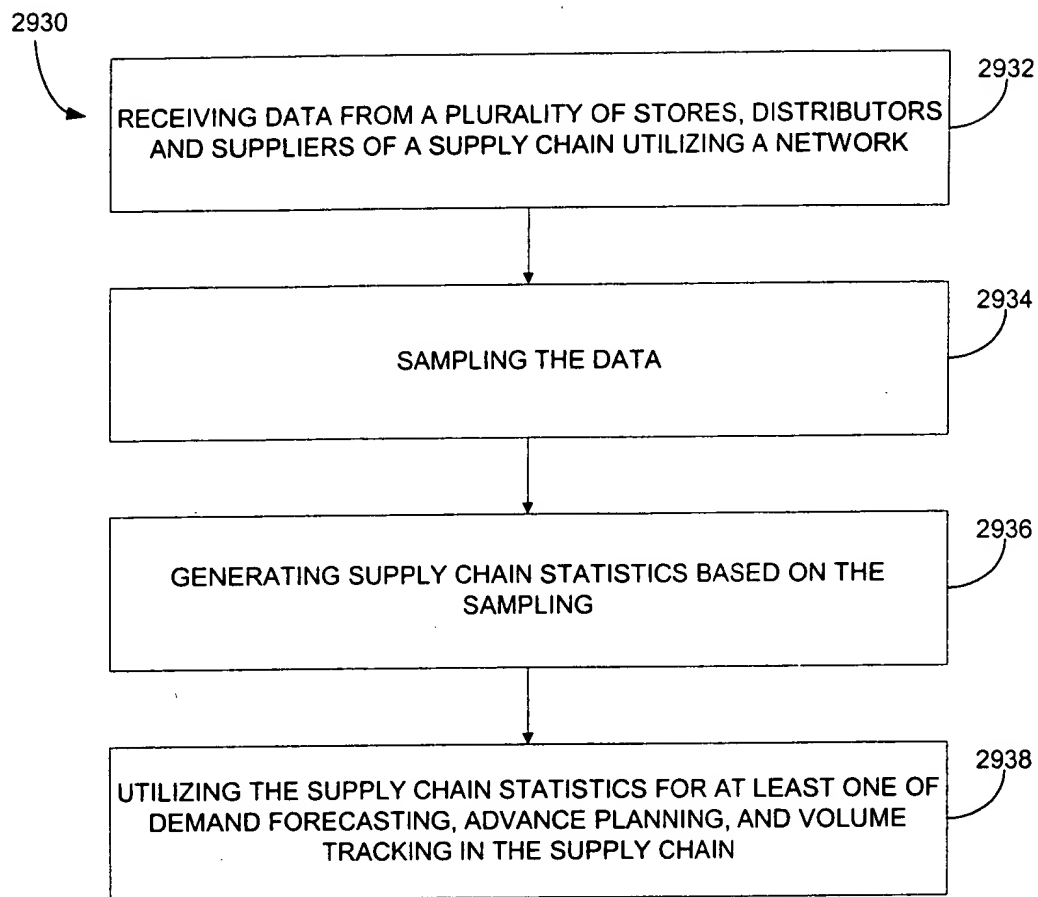 2930
2932
RECEIVING DATA FROM A PLURALITY OF STORES, DISTRIBUTORS
AND SUPPLIERS OF A SUPPLY CHAIN UTILIZING A NETWORK
2934
SAMPLING THE DATA
2936
GENERATING SUPPLY CHAIN STATISTICS BASED ON THE
SAMPLING
2938
UTILIZING THE SUPPLY CHAIN STATISTICS FOR AT LEAST ONE OF
DEMAND FORECASTING, ADVANCE PLANNING, AND VOLUME
TRACKING IN THE SUPPLY CHAIN